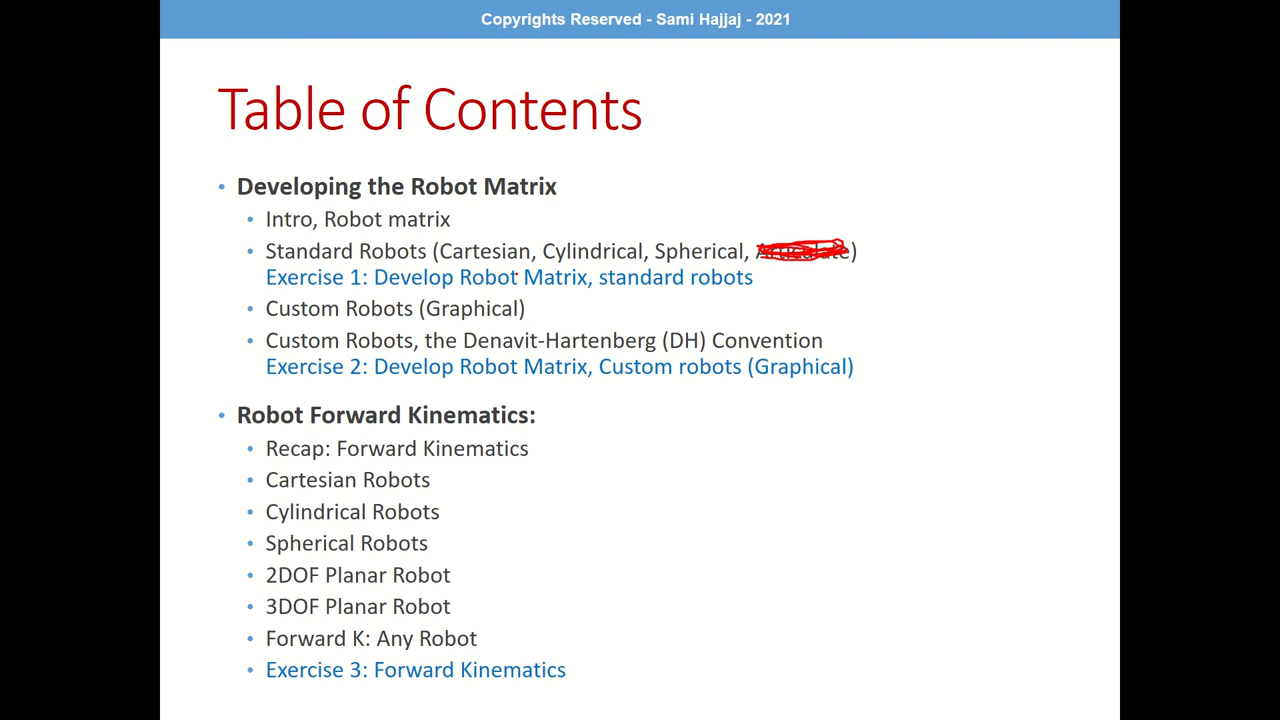 Copyrights Reserved - Sami Hajjaj - 2021
Table of Contents
• Developing the Robot Matrix
• Intro, Robot matrix
• Standard Robots (Cartesian, Cylindrical, Spherical, )
Exercise 1: Develop Robot Matrix, standard robots
• Custom Robots (Graphical)
• Custom Robots, the Denavit-Hartenberg (DH) Convention
Exercise 2: Develop Robot Matrix, Custom robots (Graphical)
• Robot Forward Kinematics:
• Recap: Forward Kinematics
• Cartesian Robots
• Cylindrical Robots
• Spherical Robots
• 2DOF Planar Robot
• 3DOF Planar Robot
• Forward K: Any Robot
• Exercise 3: Forward Kinematics